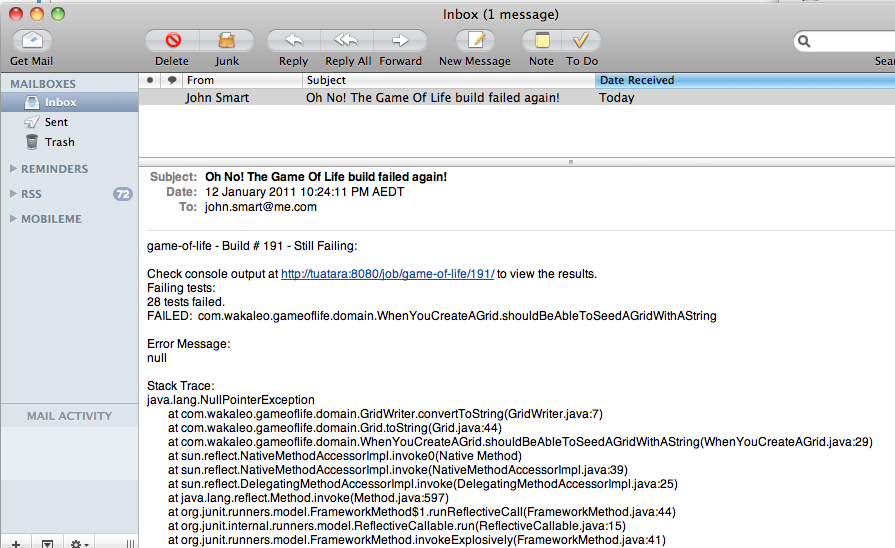 Inbox (1 message)
Get Mail
Delete Junk Reply Reply All Forward New Message Note To Do
MAILBOXES
Inbox
Sent
Trash
REMINDERS
RSS 72
MOBILEME
MAIL ACTIVITY
From Subject Date Received
John Smart Oh No! The Game Of Life build failed again! Today
Subject: Oh No! The Game Of Life build failed again!
Date: 12 January 2011 10:24:11 PM AEDT
To: john.smart@me.com
game-of-life - Build # 191 - Still Failing:
Check console output at http://tuatara:8080/job/game-of-life/191/ to view the results.
Failing tests:
28 tests failed.
FAILED: com.wakaleo.gameoflife.domain.WhenYouCreateAGrid.shouldBeAbleToSeedAGridWithAString
Error Message:
null
Stack Trace:
java.lang.NullPointerException
at com.wakaleo.gameoflife.domain.GridWriter.convertToString(GridWriter.java:7)
at com.wakaleo.gameoflife.domain.Grid.toString(Grid.java:44)
at com.wakaleo.gameoflife.domain.WhenYouCreateAGrid.shouldBeAbleToSeedAGridWithAString(WhenYouCreateAGrid.java:29)
at sun.reflect.NativeMethodAccessorImpl.invoke0(Native Method)
at sun.reflect.NativeMethodAccessorImpl.invoke(NativeMethodAccessorImpl.java:39)
at sun.reflect.DelegatingMethodAccessorImpl.invoke(DelegatingMethodAccessorImpl.java:25)
at java.lang.reflect.Method.invoke(Method.java:597)
at org.junit.runners.model.FrameworkMethod$1.runReflectiveCall(FrameworkMethod.java:44)
at org.junit.internal.runners.model.ReflectiveCallable.run(ReflectiveCallable.java:15)
at org.junit.runners.model.FrameworkMethod.invokeExplosively(FrameworkMethod.java:41)